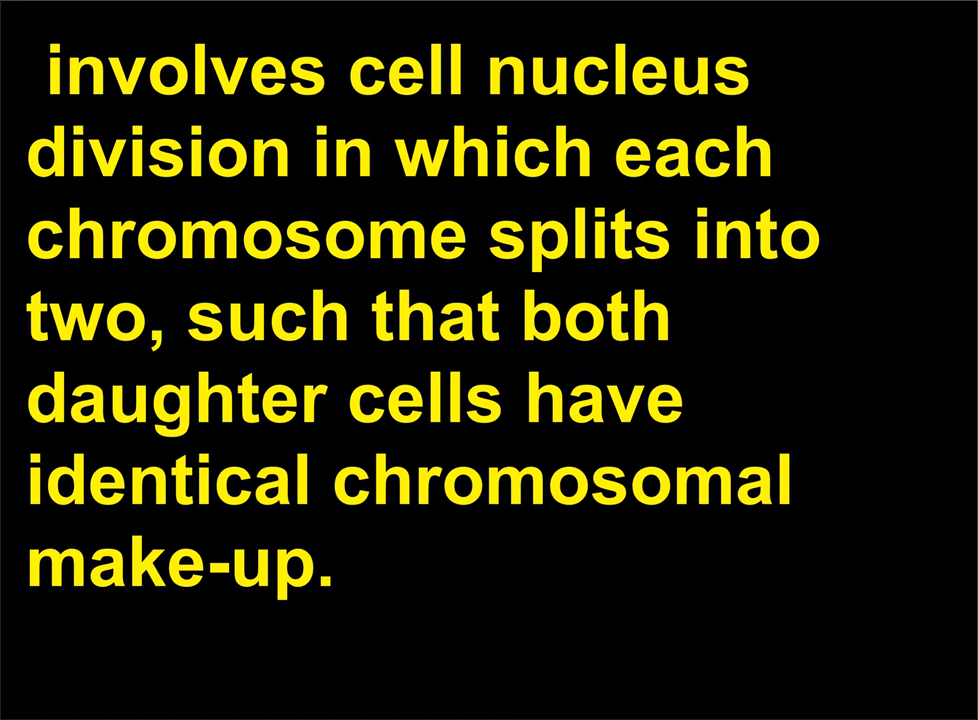 involves cell nucleus
division in which each
chromosome splits into
two, such that both
daughter cells have
identical chromosomal
make-up.